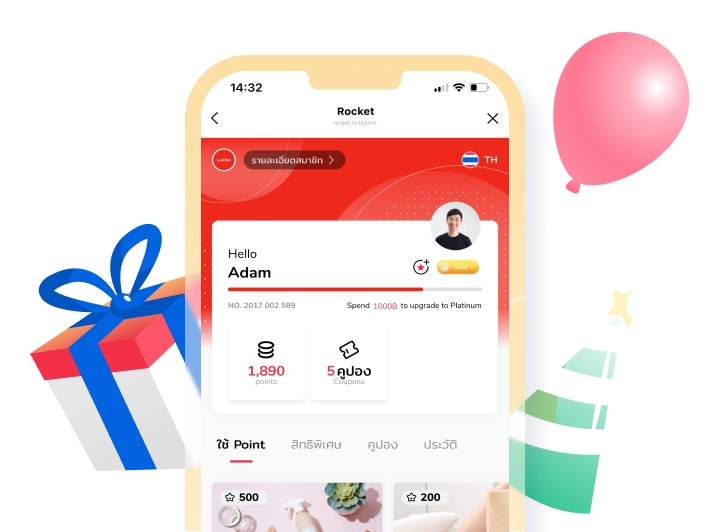 14:32
Rocket
rocket.in.th/crm
LAVISH
รายละเอียดสมาชิก
TH
Hello
Adam
Gold
NO. 2017 002 589
Spend 1000฿ to upgrade to Platinum
1,890
points
5 คูปอง
Coupons
ใช้ Point
สิทธิพิเศษ
คูปอง
ประวัติ
500
200